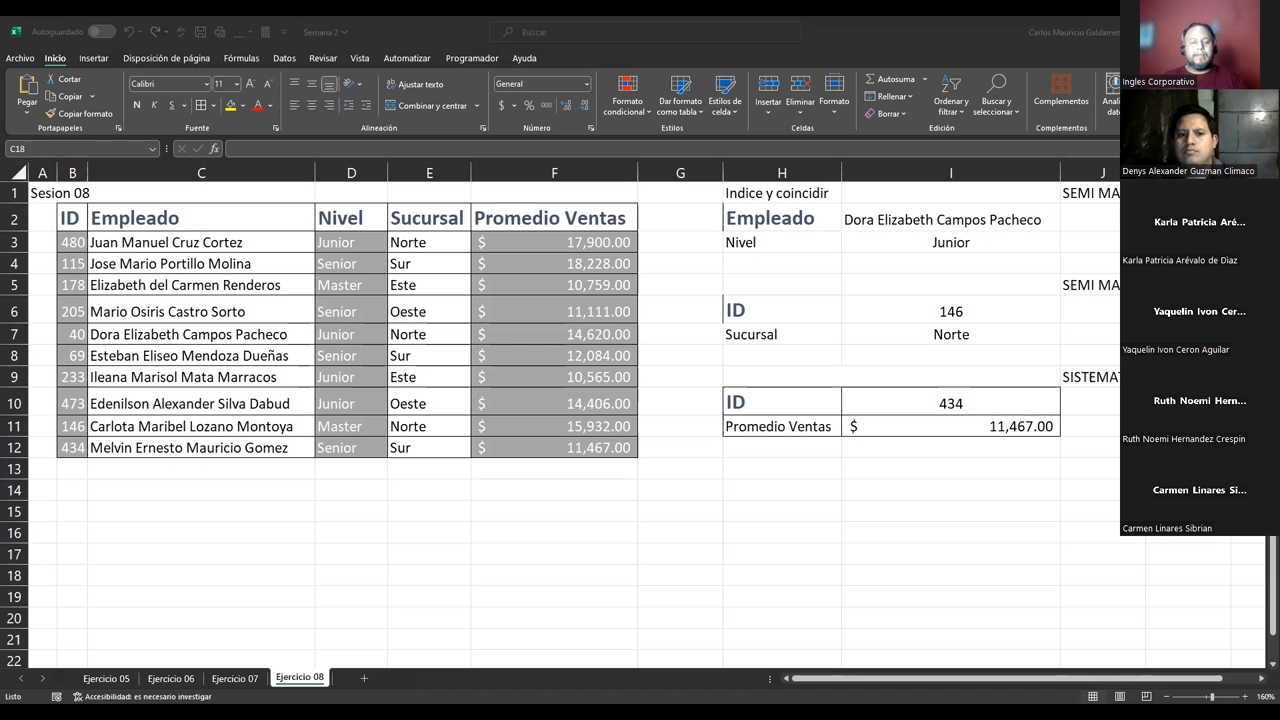 Autoguardado
Semana 2
Buscar
Carlos Mauricio Galdamez
Archivo Inicio Insertar Disposición de página Fórmulas Datos Revisar Vista Automatizar Programador Ayuda
Pegar
Cortar
Copiar
Copiar formato
Portapapeles
Calibri 11
N K S
Fuente
Ajustar texto
Combinar y centrar
Alineación
General
$ % 000
Número
Formato condicional
Dar formato como tabla
Estilos de celda
Estilos
Insertar Eliminar Formato
Celdas
Autosuma
Rellenar
Borrar
Ordenar y filtrar
Buscar y seleccionar
Edición
Complementos
Complementos
C18
fx
A B C D E F G H I J
1 Sesion 08 Indice y coincidir SEMI MA
2 ID Empleado Nivel Sucursal Promedio Ventas Empleado Dora Elizabeth Campos Pacheco
3 480 Juan Manuel Cruz Cortez Junior Norte $ 17,900.00 Nivel Junior
4 115 Jose Mario Portillo Molina Senior Sur $ 18,228.00
5 178 Elizabeth del Carmen Renderos Master Este $ 10,759.00 SEMI MA
6 205 Mario Osiris Castro Sorto Senior Oeste $ 11,111.00 ID 146
7 40 Dora Elizabeth Campos Pacheco Junior Norte $ 14,620.00 Sucursal Norte
8 69 Esteban Eliseo Mendoza Dueñas Senior Sur $ 12,084.00
9 233 Ileana Marisol Mata Marracos Junior Este $ 10,565.00 SISTEMAT
10 473 Edenilson Alexander Silva Dabud Junior Oeste $ 14,406.00 ID 434
11 146 Carlota Maribel Lozano Montoya Master Norte $ 15,932.00 Promedio Ventas $ 11,467.00
12 434 Melvin Ernesto Mauricio Gomez Senior Sur $ 11,467.00
13
14
15
16
17
18
19
20
21
22
Ejercicio 05 Ejercicio 06 Ejercicio 07 Ejercicio 08
Listo
Accesibilidad: es necesario investigar
160%
Ingles Corporativo
Denys Alexander Guzman Climaco
Karla Patricia Aré...
Karla Patricia Arévalo de Dìaz
Yaquelin Ivon Cer...
Yaquelin Ivon Ceron Aguilar
Ruth Noemi Hern...
Ruth Noemi Hernandez Crespin
Carmen Linares Si...
Carmen Linares Sibrian